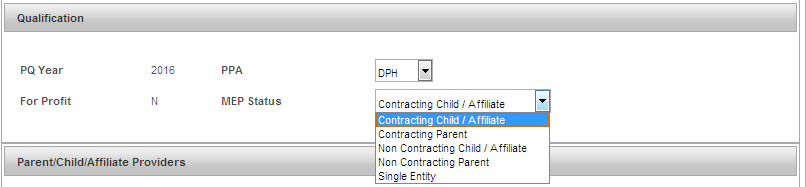 Qualification
PQ Year 2016 PPA DPH
For Profit N MEP Status Contracting Child / Affiliate
Contracting Child / Affiliate
Contracting Parent
Non Contracting Child / Affiliate
Non Contracting Parent
Single Entity
Parent/Child/Affiliate Providers